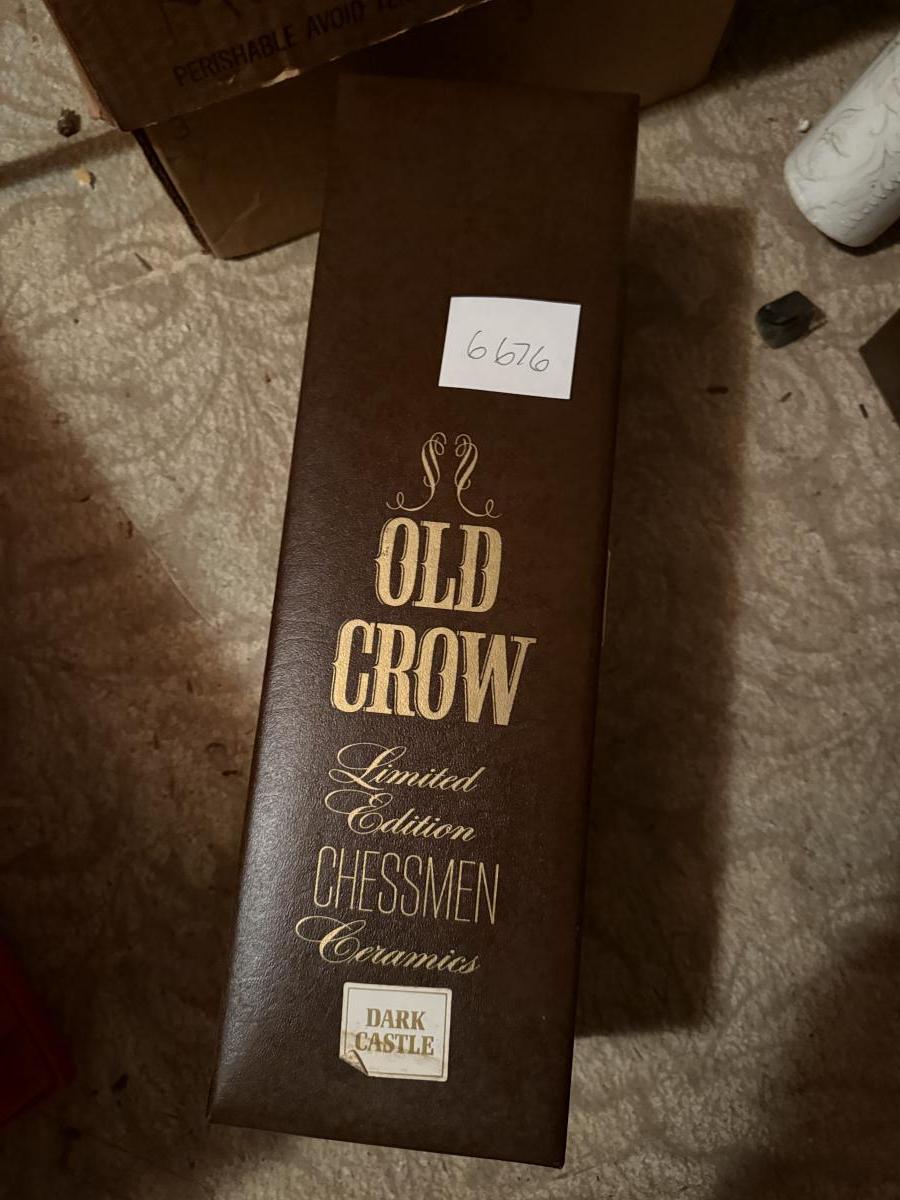 PERISHABLE AVOID
6676
OLD
CROW
Limited
Edition
CHESSMEN
Ceramics
DARK
CASTLE